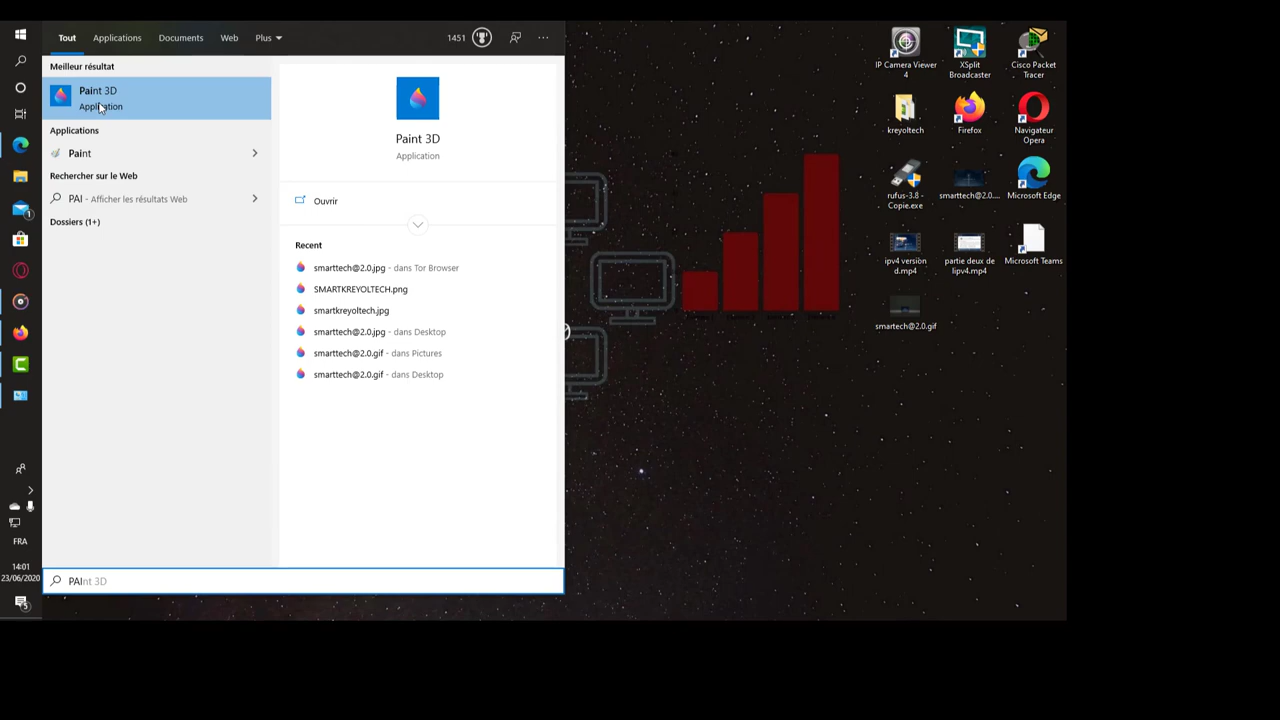 Tout Applications Documents Web Plus 1451 ...
Meilleur résultat
Paint 3D
Application
Applications
Paint
Rechercher sur le Web
PAI - Afficher les résultats Web
Dossiers (1+)
Paint 3D
Application
Ouvrir
Recent
smarttech@2.0.jpg - dans Tor Browser
SMARTKREYOLTECH.png
smartkreyoltech.jpg
smarttech@2.0.jpg - dans Desktop
smarttech@2.0.gif - dans Pictures
smarttech@2.0.gif - dans Desktop
PAInt 3D
IP Camera Viewer
4
XSplit
Broadcaster
Cisco Packet
Tracer
kreyoltech
Firefox
Navigateur
Opera
rufus-3.8 -
Copie.exe
smarttech@2.0....
Microsoft Edge
ipv4 version
d.mp4
partie deux de
lipv4.mp4
Microsoft Teams
smartech@2.0.gif
1
FRA
14:01
23/06/2020
5